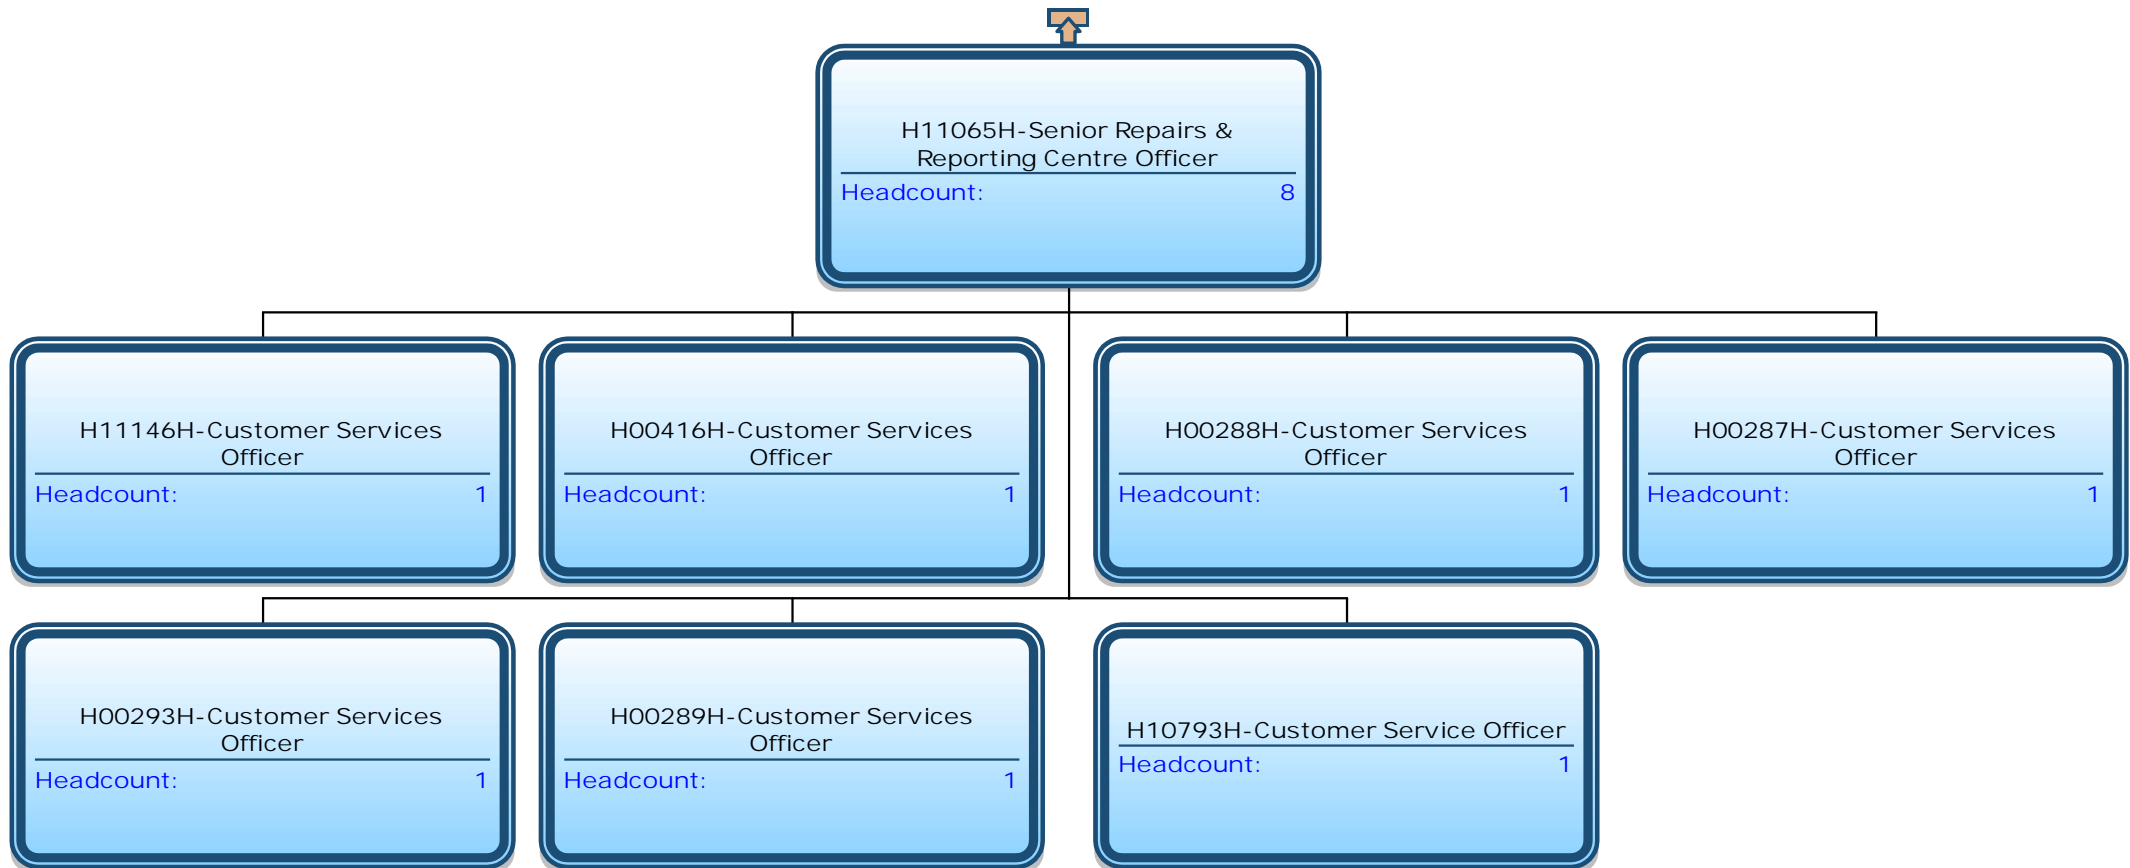 H11065H-Senior Repairs &
Reporting Centre Officer
Headcount: 8
H11146H-Customer Services
Officer
Headcount: 1
H00416H-Customer Services
Officer
Headcount: 1
H00288H-Customer Services
Officer
Headcount: 1
H00287H-Customer Services
Officer
Headcount: 1
H00293H-Customer Services
Officer
Headcount: 1
H00289H-Customer Services
Officer
Headcount: 1
H10793H-Customer Service Officer
Headcount: 1